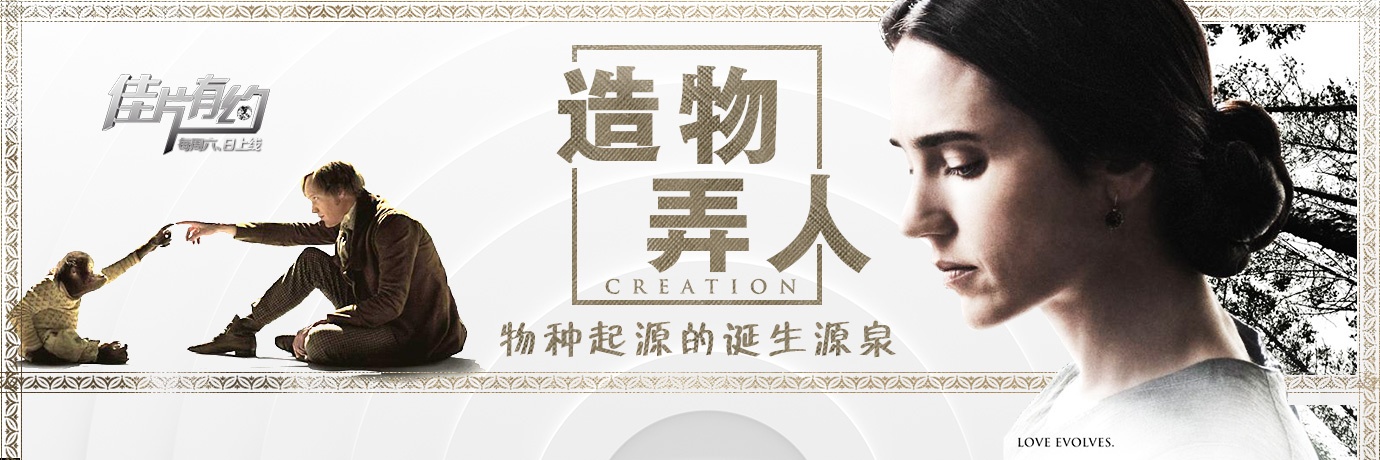 佳片有约
每周六、日上线
造物
弄人
CREATION
物种起源的诞生源泉
LOVE EVOLVES.